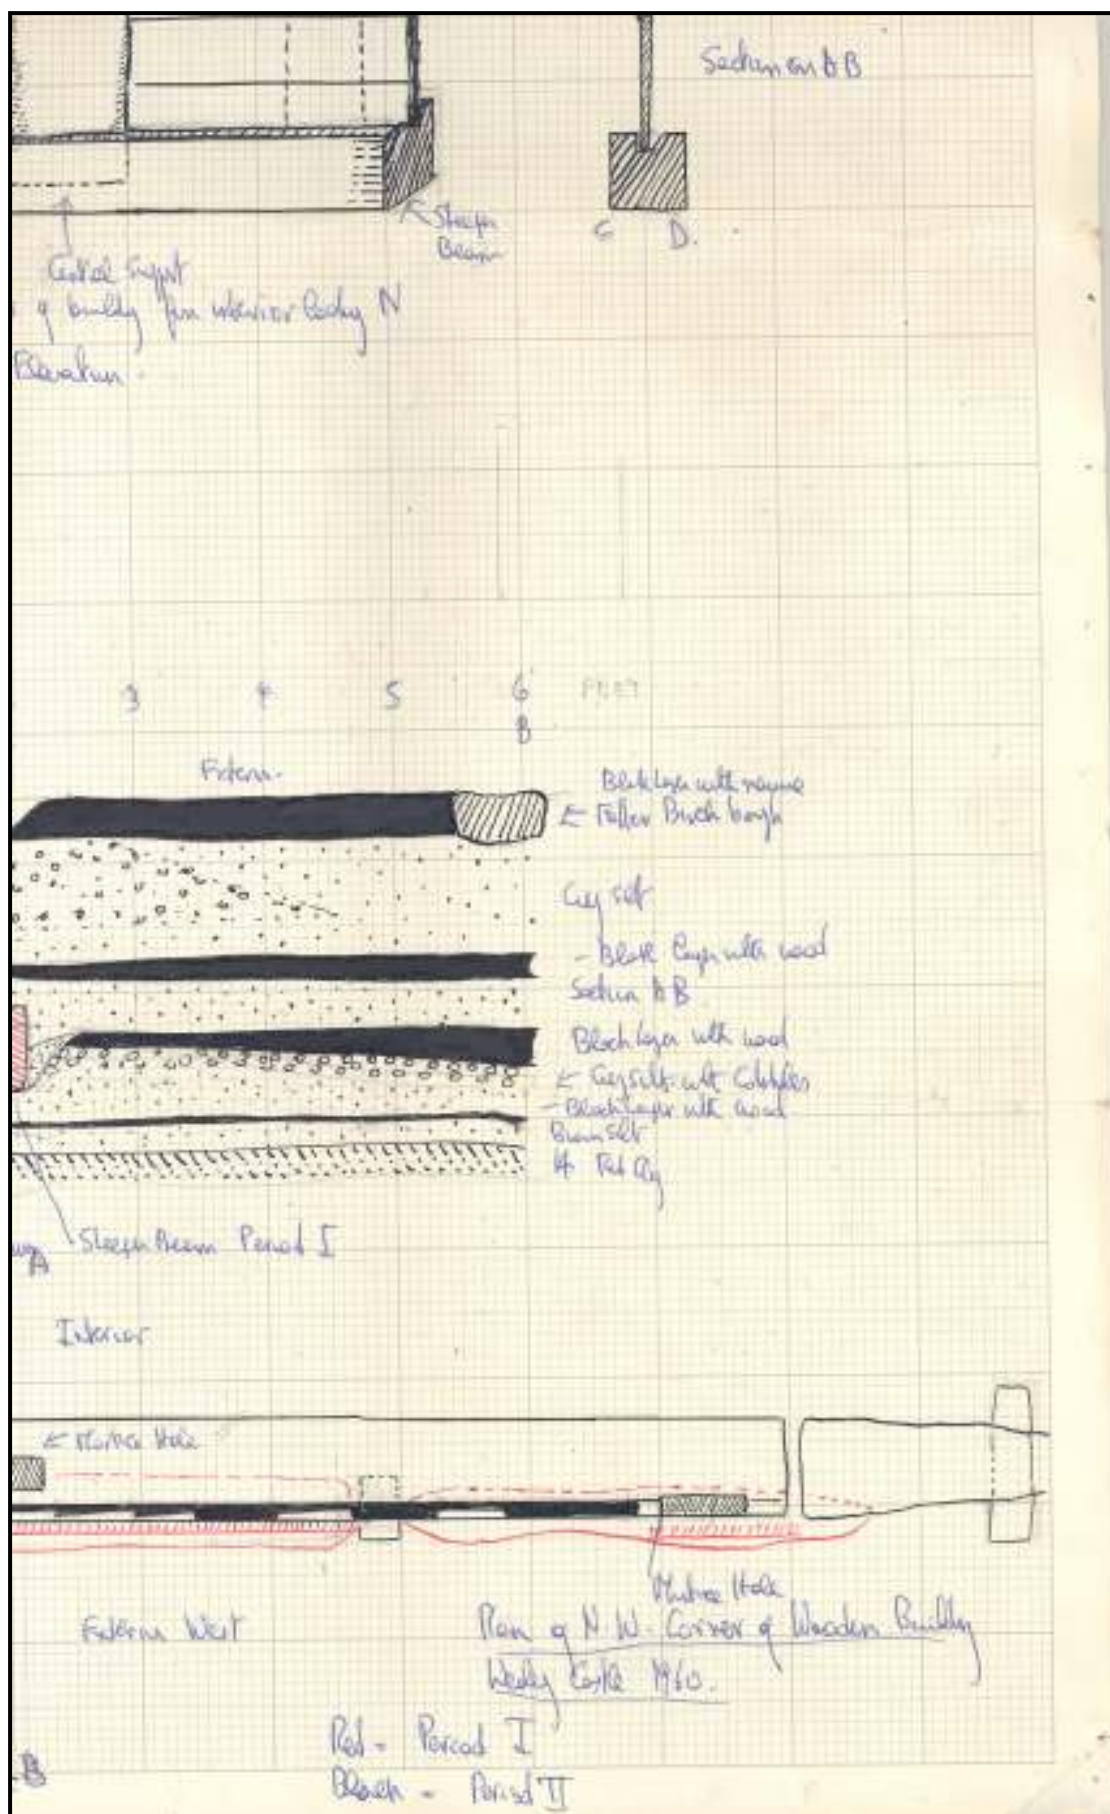 Section on A B
Sleeper
Beam
C D.
Central Support
of building from interior looking N
Elevation -
3 4 5 6 FEET
B
Extern-
Black layer with
Birch bough
Grey silt
- Black layer with wood
Section A B
Black layer with wood
Grey silt with Cobbles
- Black layer with wood
Brown silt
Red Clay
A Sleeper Beam Period I
Interior
Mortice Hole
Mortice Hole
Exterior West
Plan of N.W. Corner of Wooden Building
Castle 1960.
Red - Period I
Black - Period II
B